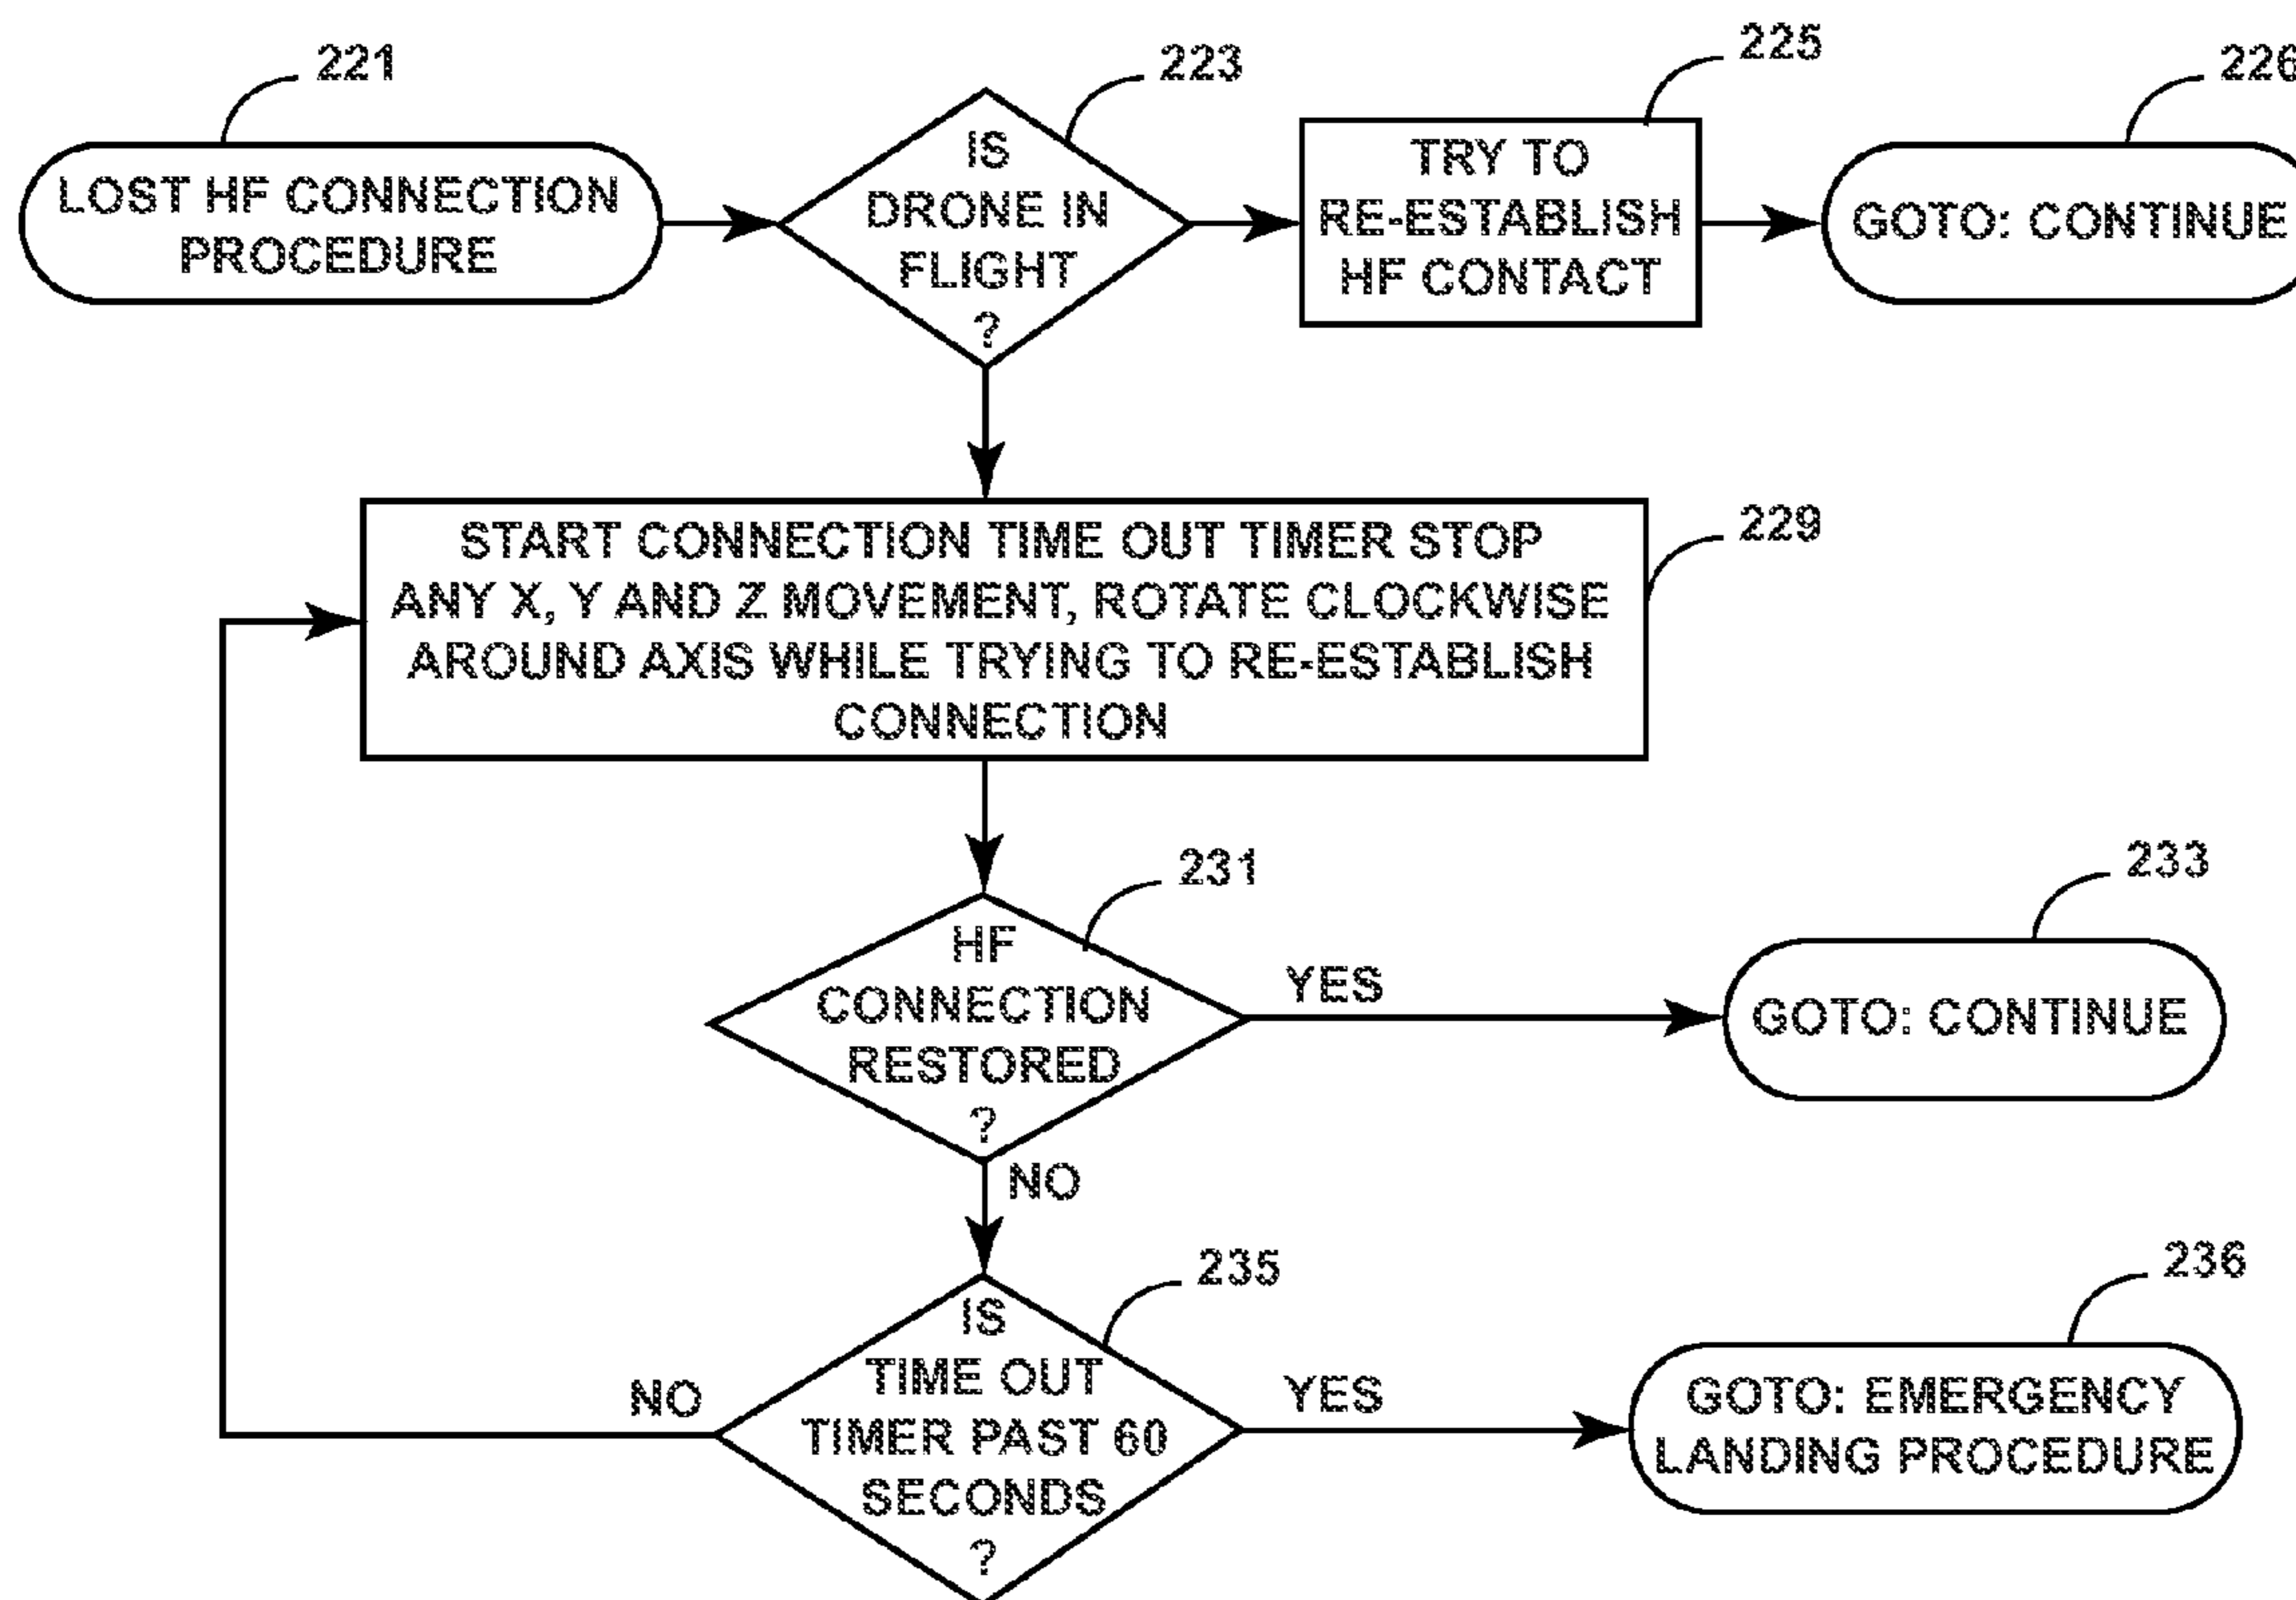 221
LOST HF CONNECTION
PROCEDURE
223
IS
DRONE IN
FLIGHT
?
225
TRY TO
RE-ESTABLISH
HF CONTACT
226
GOTO: CONTINUE
229
START CONNECTION TIME OUT TIMER STOP
ANY X, Y AND Z MOVEMENT, ROTATE CLOCKWISE
AROUND AXIS WHILE TRYING TO RE-ESTABLISH
CONNECTION
231
HF
CONNECTION
RESTORED
?
YES
233
GOTO: CONTINUE
NO
235
IS
TIME OUT
TIMER PAST 60
SECONDS
?
NO
YES
236
GOTO: EMERGENCY
LANDING PROCEDURE